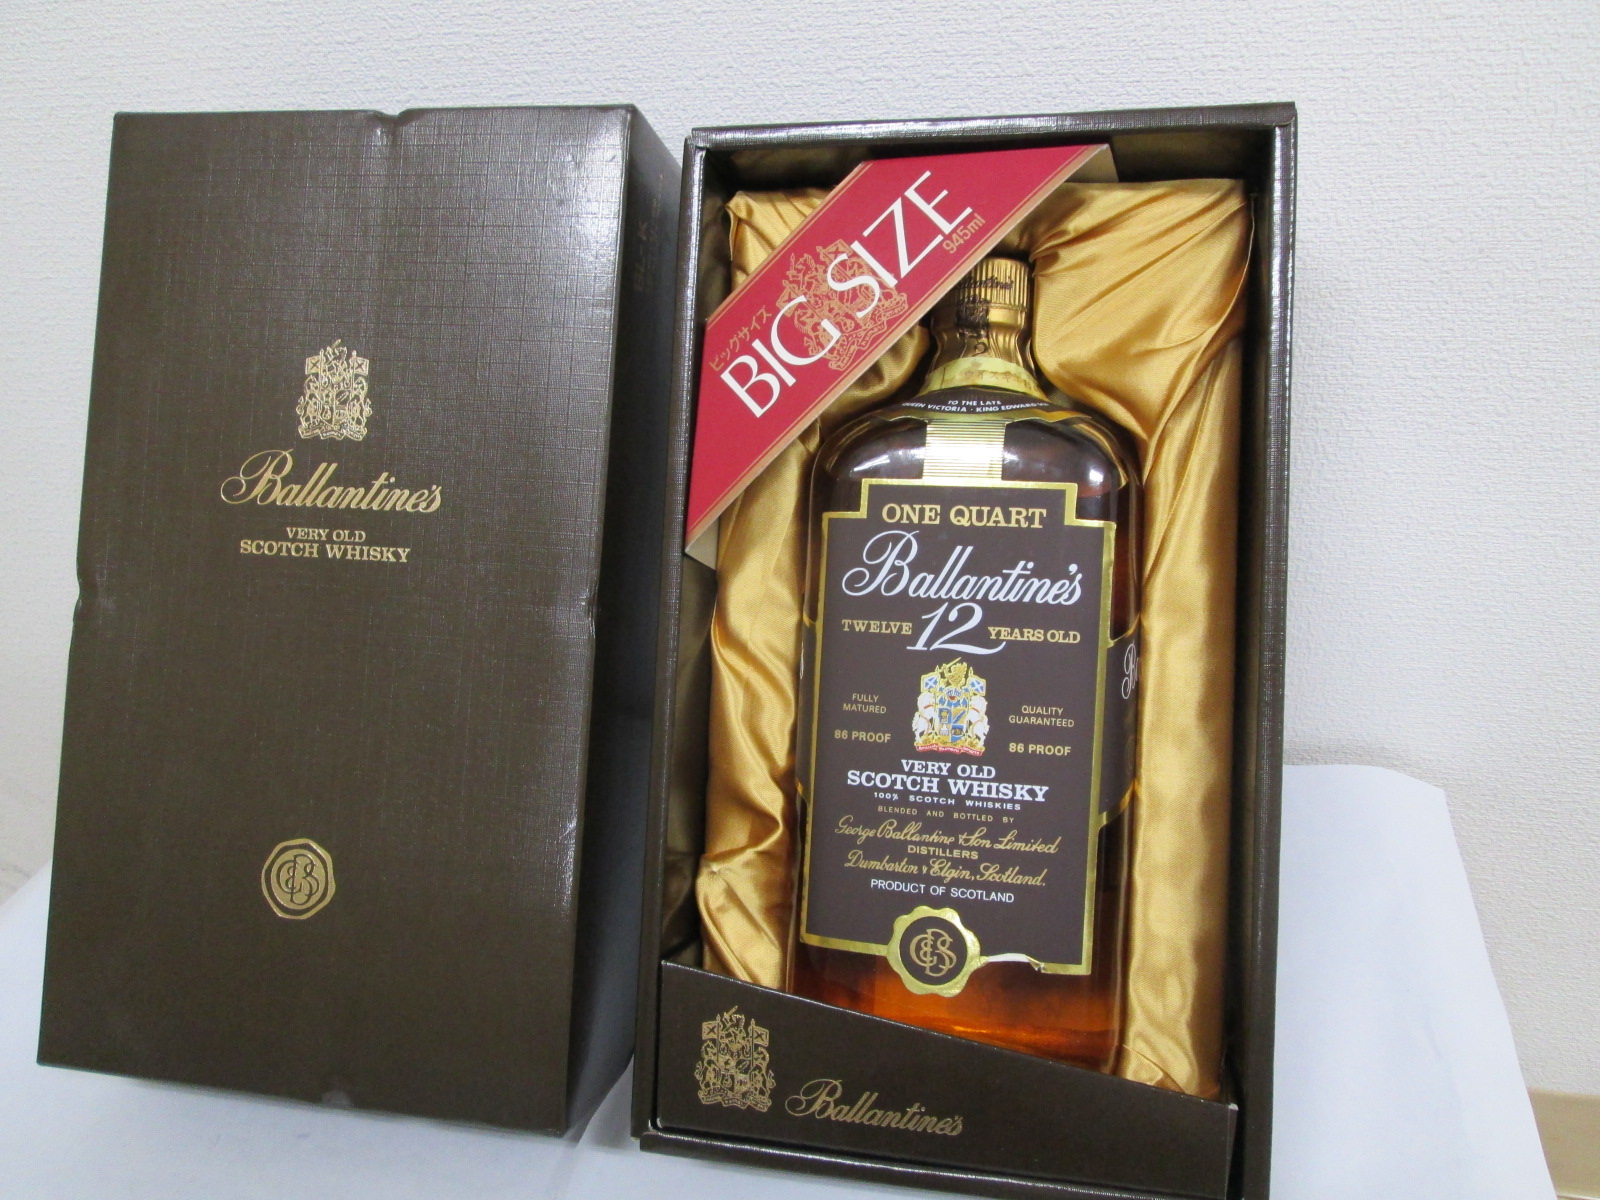 Ballantine's
VERY OLD
SCOTCH WHISKY
ビッグサイズ
BIG SIZE
945ml
TO THE LATE
QUEEN VICTORIA · KING EDWARD
ONE QUART
Ballantine's
TWELVE 12 YEARS OLD
FULLY
MATURED
86 PROOF
QUALITY
GUARANTEED
86 PROOF
VERY OLD
SCOTCH WHISKY
100% SCOTCH WHISKIES
BLENDED AND BOTTLED BY
George Ballantine & Son Limited
DISTILLERS
Dumbarton & Elgin, Scotland.
PRODUCT OF SCOTLAND
Ballantine's